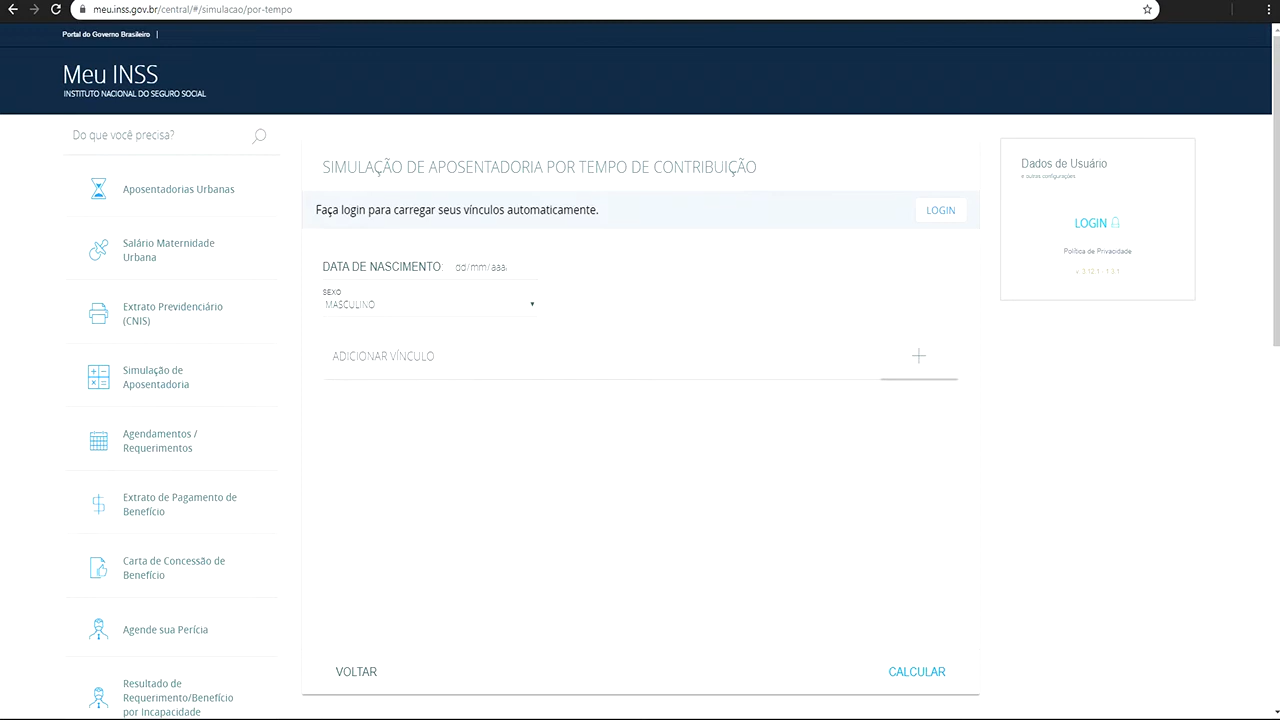 meu.inss.gov.br/central/#/simulacao/por-tempo
Portal do Governo Brasileiro |
Meu INSS
INSTITUTO NACIONAL DO SEGURO SOCIAL
Do que você precisa?
Aposentadorias Urbanas
Salário Maternidade
Urbana
Extrato Previdenciário
(CNIS)
Simulação de
Aposentadoria
Agendamentos /
Requerimentos
Extrato de Pagamento de
Benefício
Carta de Concessão de
Benefício
Agende sua Perícia
Resultado de
Requerimento/Benefício
por Incapacidade
SIMULAÇÃO DE APOSENTADORIA POR TEMPO DE CONTRIBUIÇÃO
Faça login para carregar seus vínculos automaticamente.
LOGIN
DATA DE NASCIMENTO: dd/mm/aaa
SEXO
MASCULINO
ADICIONAR VÍNCULO
VOLTAR
CALCULAR
Dados de Usuário
e outras configurações
LOGIN
Política de Privacidade